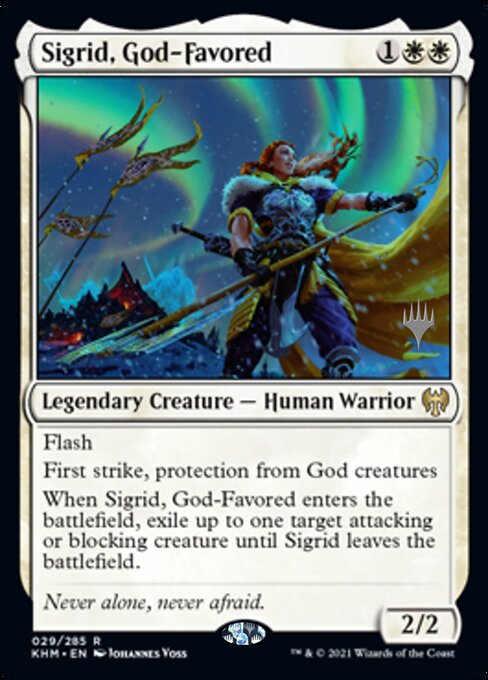 Sigrid, God-Favored 1
Legendary Creature — Human Warrior
Flash
First strike, protection from God creatures
When Sigrid, God-Favored enters the
battlefield, exile up to one target attacking
or blocking creature until Sigrid leaves the
battlefield.
Never alone, never afraid.
2/2
029/285 R
KHM • EN Johannes Voss
™ & © 2021 Wizards of the Coast